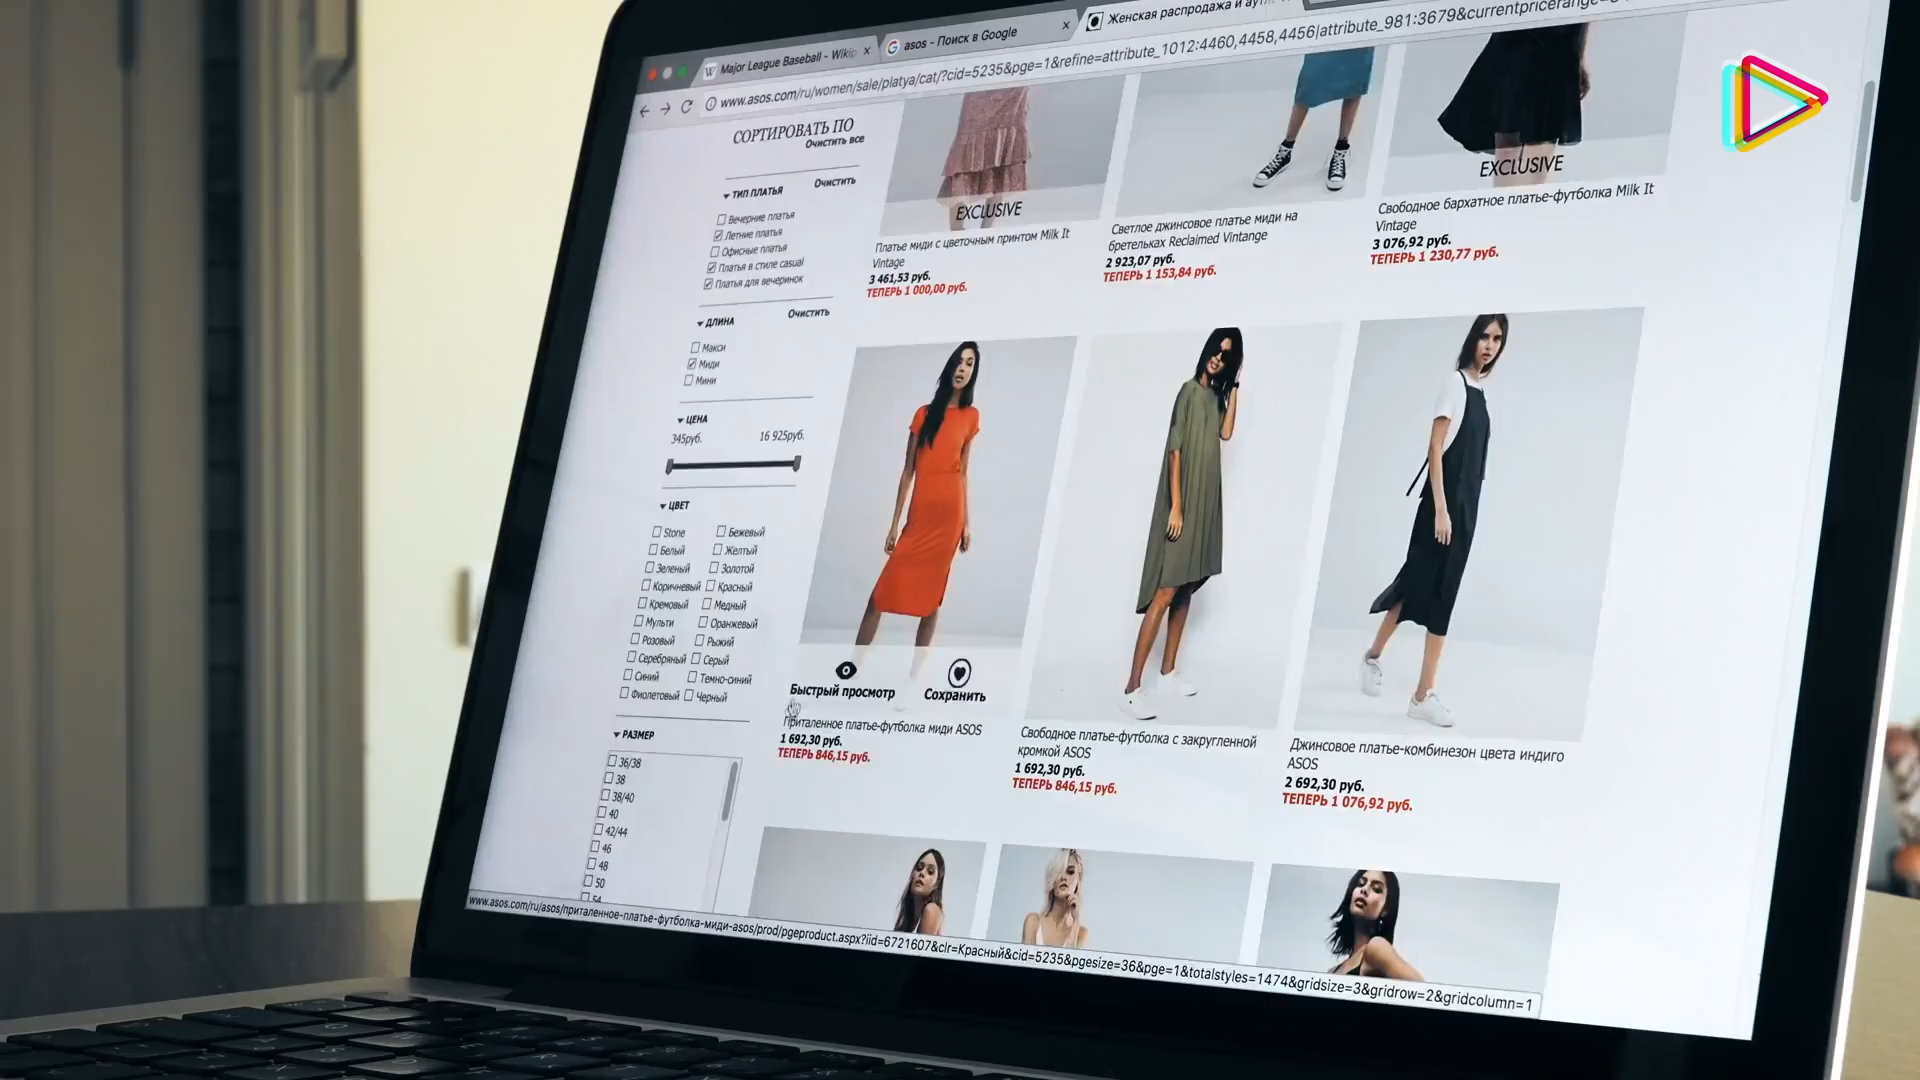 Major League Baseball - Wikip
asos - Поиск в Google
Женская распродажа и аутл
www.asos.com/ru/women/sale/platya/cat/?cid=5235&pge=1&refine=attribute_1012:4460,4458,4456|attribute_981:3679&currentpricerange=
СОРТИРОВАТЬ ПО
Очистить все
ТИП ПЛАТЬЯ
Очистить
Вечерние платья
Летние платья
Офисные платья
Платья в стиле casual
Платья для вечеринок
ДЛИНА
Очистить
Макси
Миди
Мини
ЦЕНА
345руб.
16 925руб.
ЦВЕТ
Stone
Бежевый
Белый
Желтый
Зеленый
Золотой
Коричневый
Красный
Кремовый
Медный
Мульти
Оранжевый
Розовый
Рыжий
Серебряный
Серый
Синий
Темно-синий
Фиолетовый
Черный
РАЗМЕР
36/38
38
38/40
40
42/44
46
48
50
54
EXCLUSIVE
Платье миди с цветочным принтом Milk It
Vintage
3 461,53 руб.
ТЕПЕРЬ 1 000,00 руб.
Светлое джинсовое платье миди на
бретельках Reclaimed Vintange
2 923,07 руб.
ТЕПЕРЬ 1 153,84 руб.
EXCLUSIVE
Свободное бархатное платье-футболка Milk It
Vintage
3 076,92 руб.
ТЕПЕРЬ 1 230,77 руб.
Быстрый просмотр
Сохранить
Приталенное платье-футболка миди ASOS
1 692,30 руб.
ТЕПЕРЬ 846,15 руб.
Свободное платье-футболка с закругленной
кромкой ASOS
1 692,30 руб.
ТЕПЕРЬ 846,15 руб.
Джинсовое платье-комбинезон цвета индиго
ASOS
2 692,30 руб.
ТЕПЕРЬ 1 076,92 руб.
www.asos.com/ru/asos/приталенное-платье-футболка-миди-asos/prod/pgeproduct.aspx?iid=6721607&clr=Красный&cid=5235&pgesize=36&pge=1&totalstyles=1474&gridsize=3&gridrow=2&gridcolumn=1